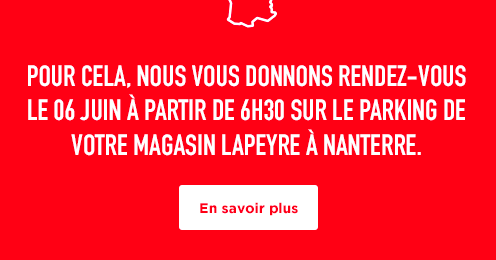 POUR CELA, NOUS VOUS DONNONS RENDEZ-VOUS
LE 06 JUIN À PARTIR DE 6H30 SUR LE PARKING DE
VOTRE MAGASIN LAPEYRE À NANTERRE.
En savoir plus